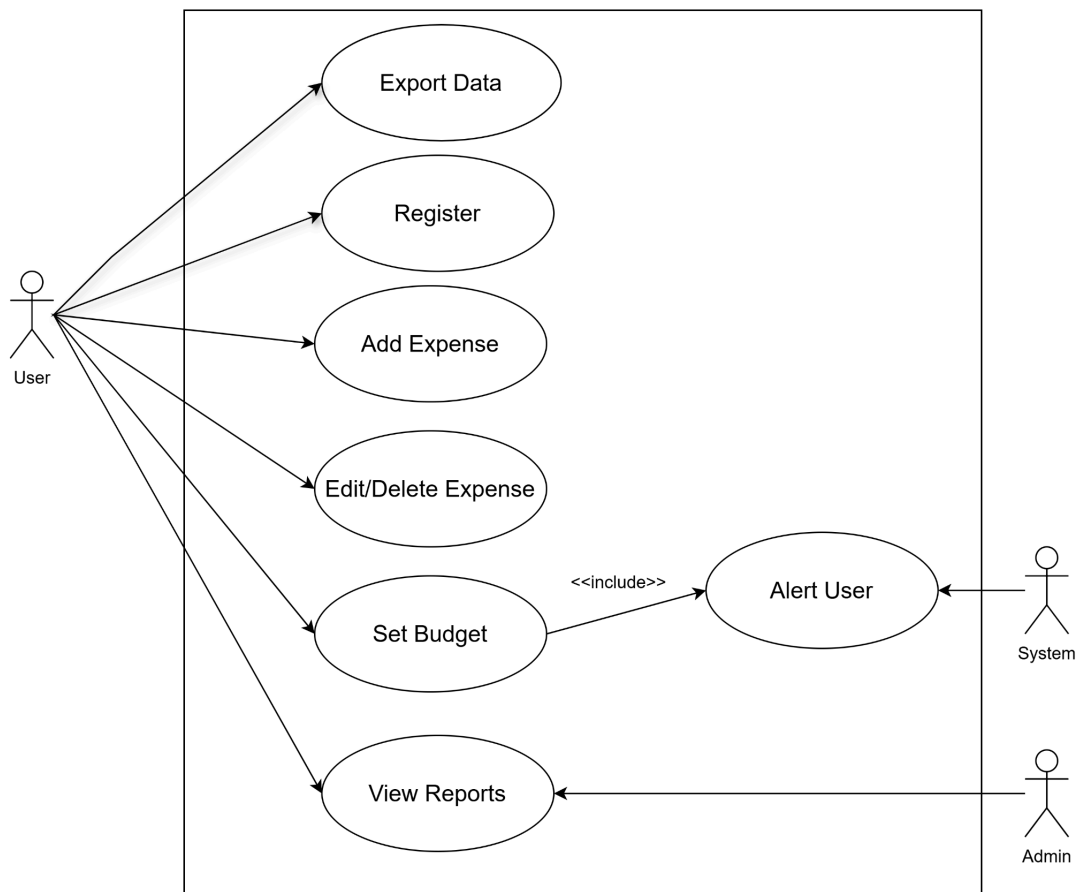 Export Data
Register
Add Expense
User
Edit/Delete Expense
<<include>>
Alert User
Set Budget
System
View Reports
Admin